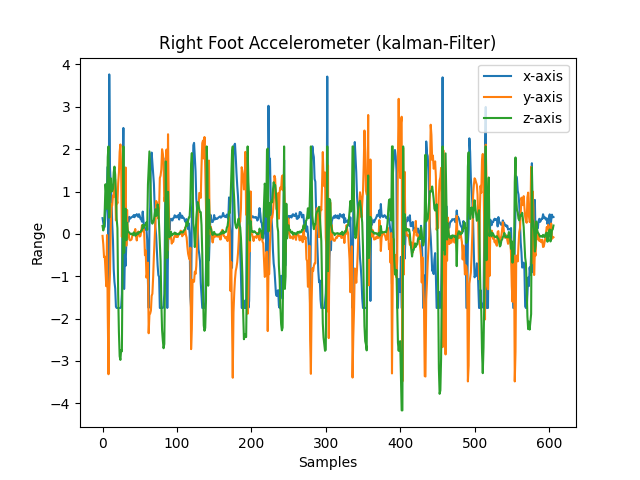 Right Foot Accelerometer (kalman-Filter)
x-axis
y-axis
z-axis
4
3
2
1
0
−1
−2
−3
−4
Range
0 100 200 300 400 500 600
Samples